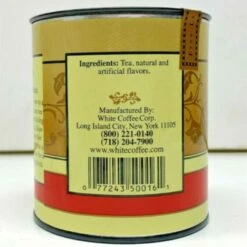 Ingredients: Tea, natural and
artificial flavors.
Manufactured By:
White Coffee Corp.
Long Island City, New York 11105
(800) 221-0140
(718) 204-7900
www.whitecoffee.com
0 77243 50016 1